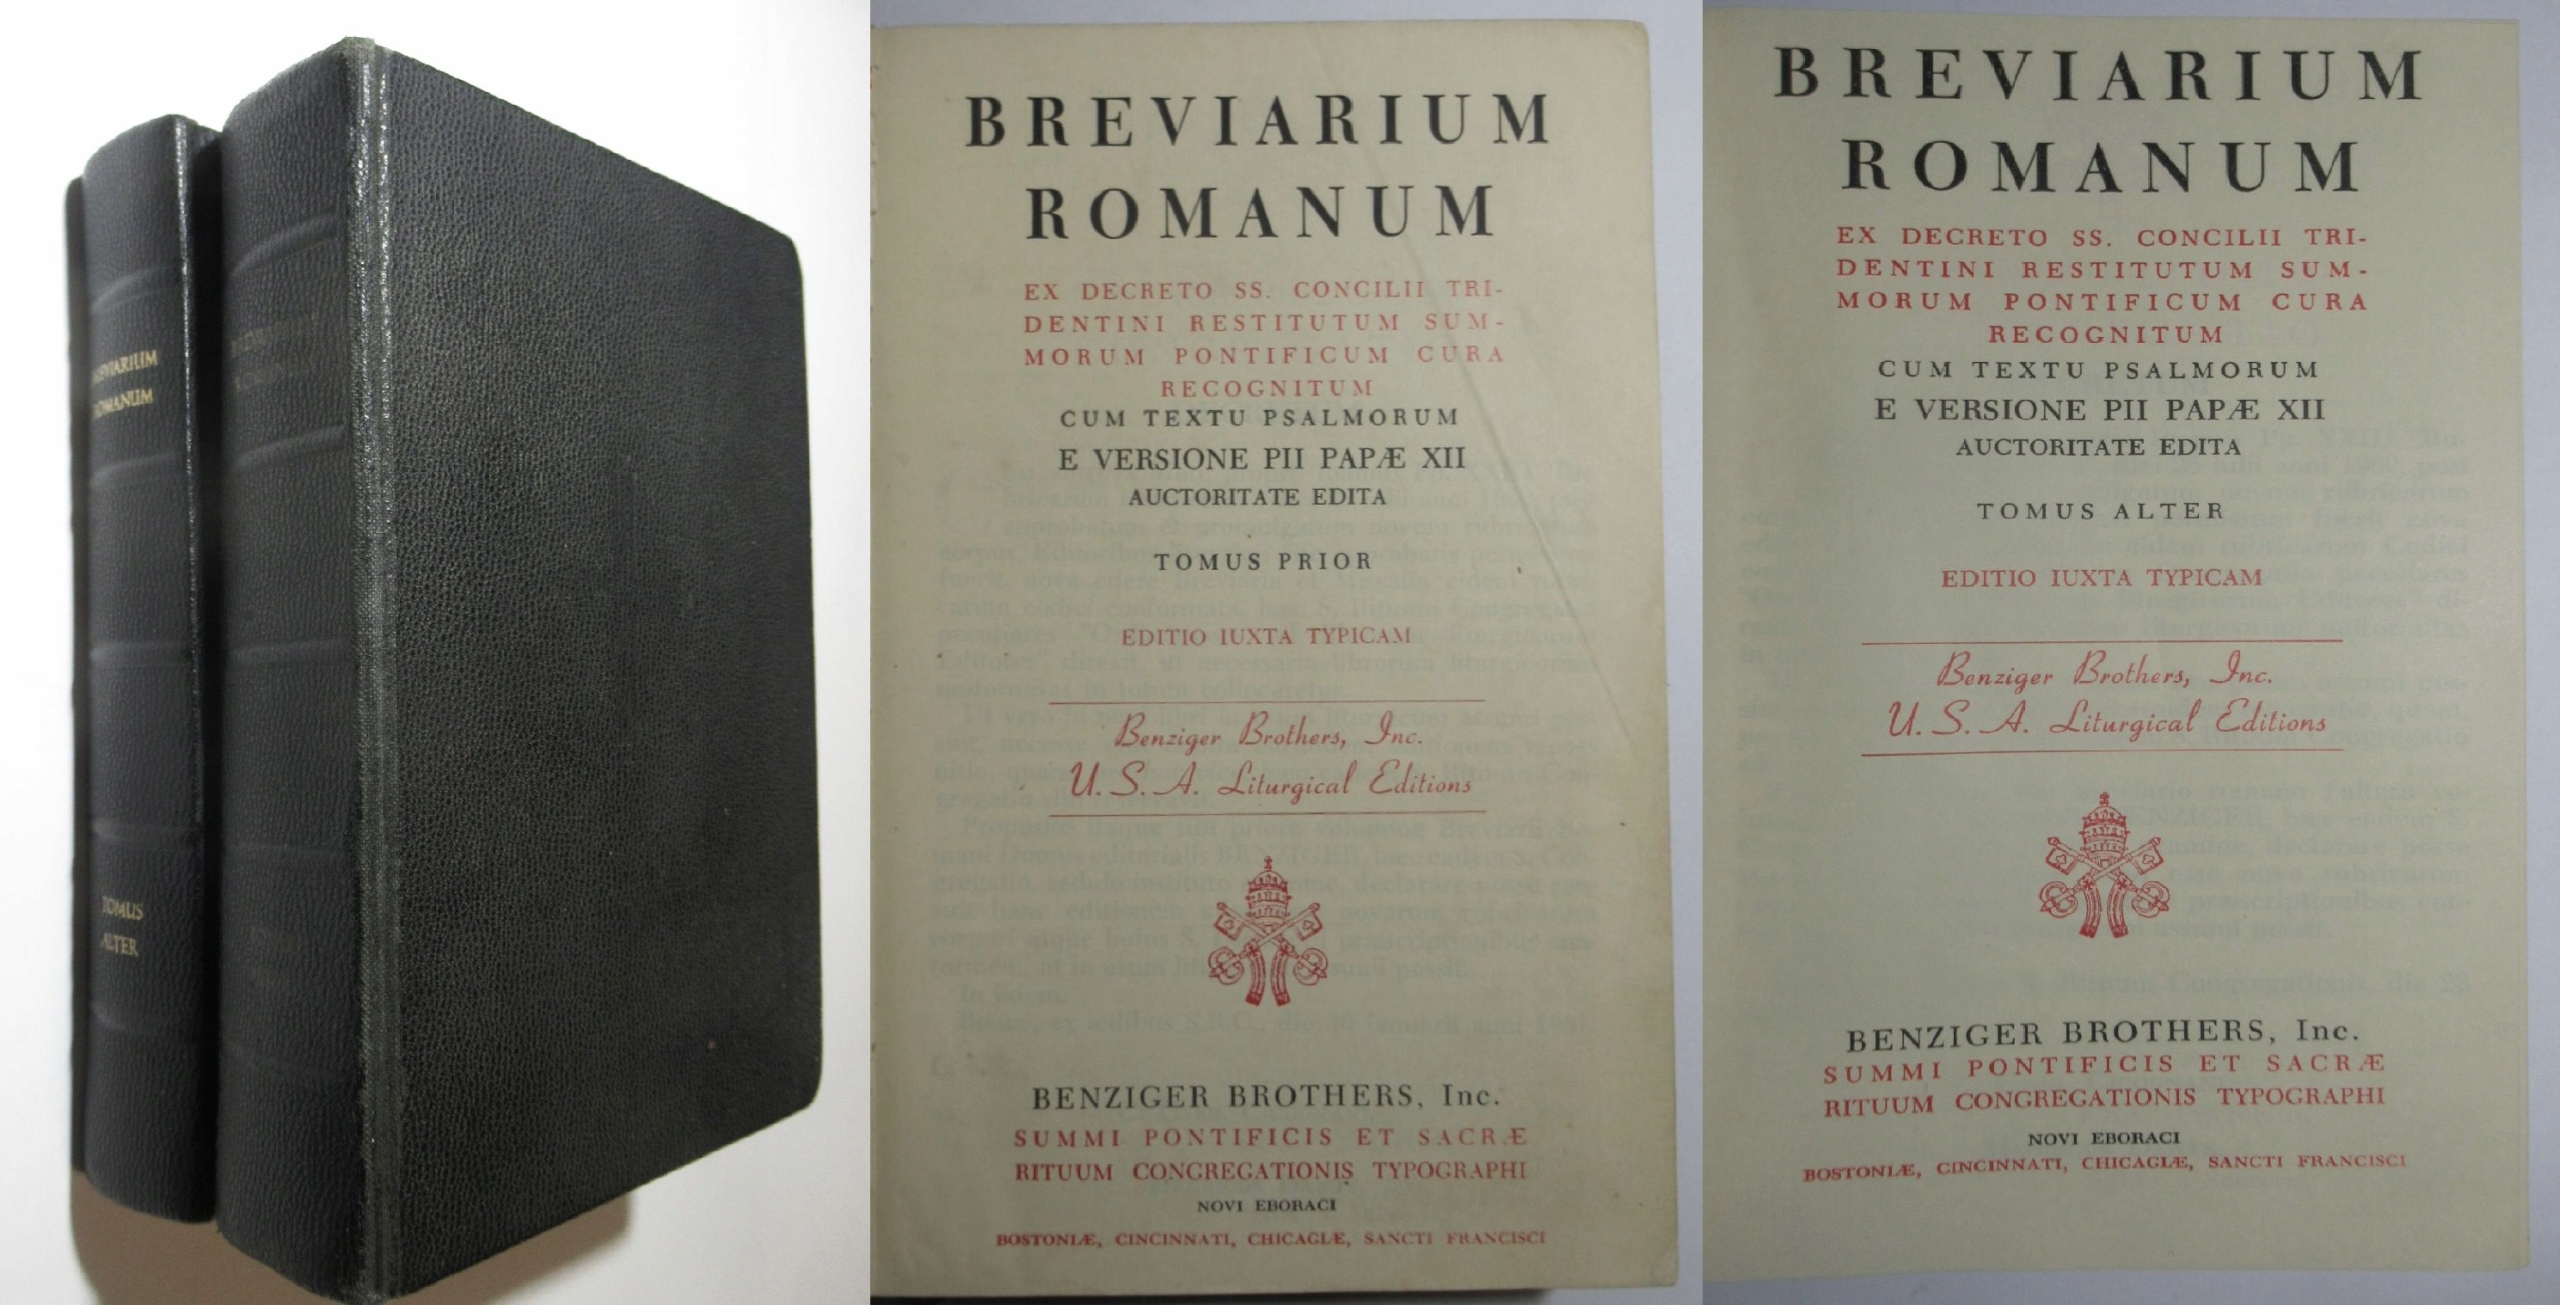 ROMANUM
TOMUS
ALTER
BREVIARIUM
ROMANUM
EX DECRETO SS. CONCILII TRI-
DENTINI RESTITUTUM SUM-
MORUM PONTIFICUM CURA
RECOGNITUM
CUM TEXTU PSALMORUM
E VERSIONE PII PAPÆ XII
AUCTORITATE EDITA
TOMUS PRIOR
EDITIO IUXTA TYPICAM
Benziger Brothers, Inc.
U. S. A. Liturgical Editions
BENZIGER BROTHERS, Inc.
SUMMI PONTIFICIS ET SACRÆ
RITUUM CONGREGATIONIS TYPOGRAPHI
NOVI EBORACI
BOSTONIÆ, CINCINNATI, CHICAGIÆ, SANCTI FRANCISCI
BREVIARIUM
ROMANUM
EX DECRETO SS. CONCILII TRI-
DENTINI RESTITUTUM SUM-
MORUM PONTIFICUM CURA
RECOGNITUM
CUM TEXTU PSALMORUM
E VERSIONE PII PAPÆ XII
AUCTORITATE EDITA
TOMUS ALTER
EDITIO IUXTA TYPICAM
Benziger Brothers, Inc.
U. S. A. Liturgical Editions
BENZIGER BROTHERS, Inc.
SUMMI PONTIFICIS ET SACRÆ
RITUUM CONGREGATIONIS TYPOGRAPHI
NOVI EBORACI
BOSTONIÆ, CINCINNATI, CHICAGIÆ, SANCTI FRANCISCI